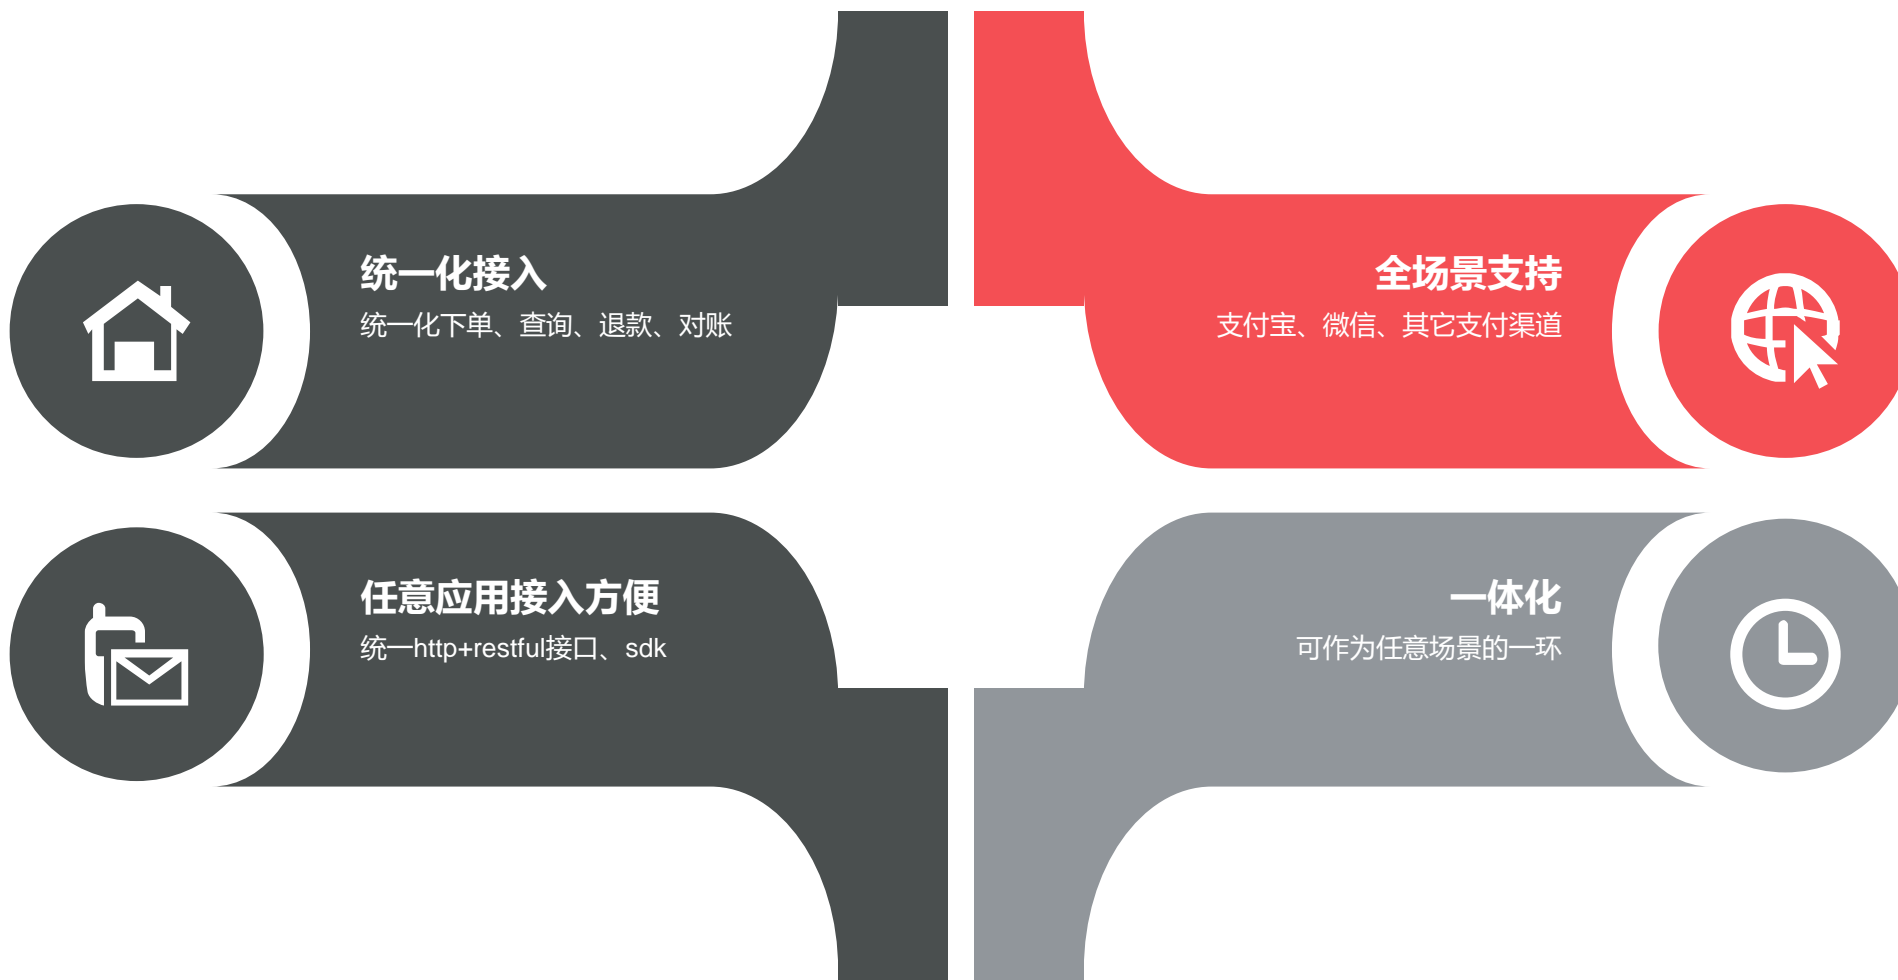 统一化接入
统一化下单、查询、退款、对账
全场景支持
支付宝、微信、其它支付渠道
任意应用接入方便
统一http+restful接口、sdk
一体化
可作为任意场景的一环